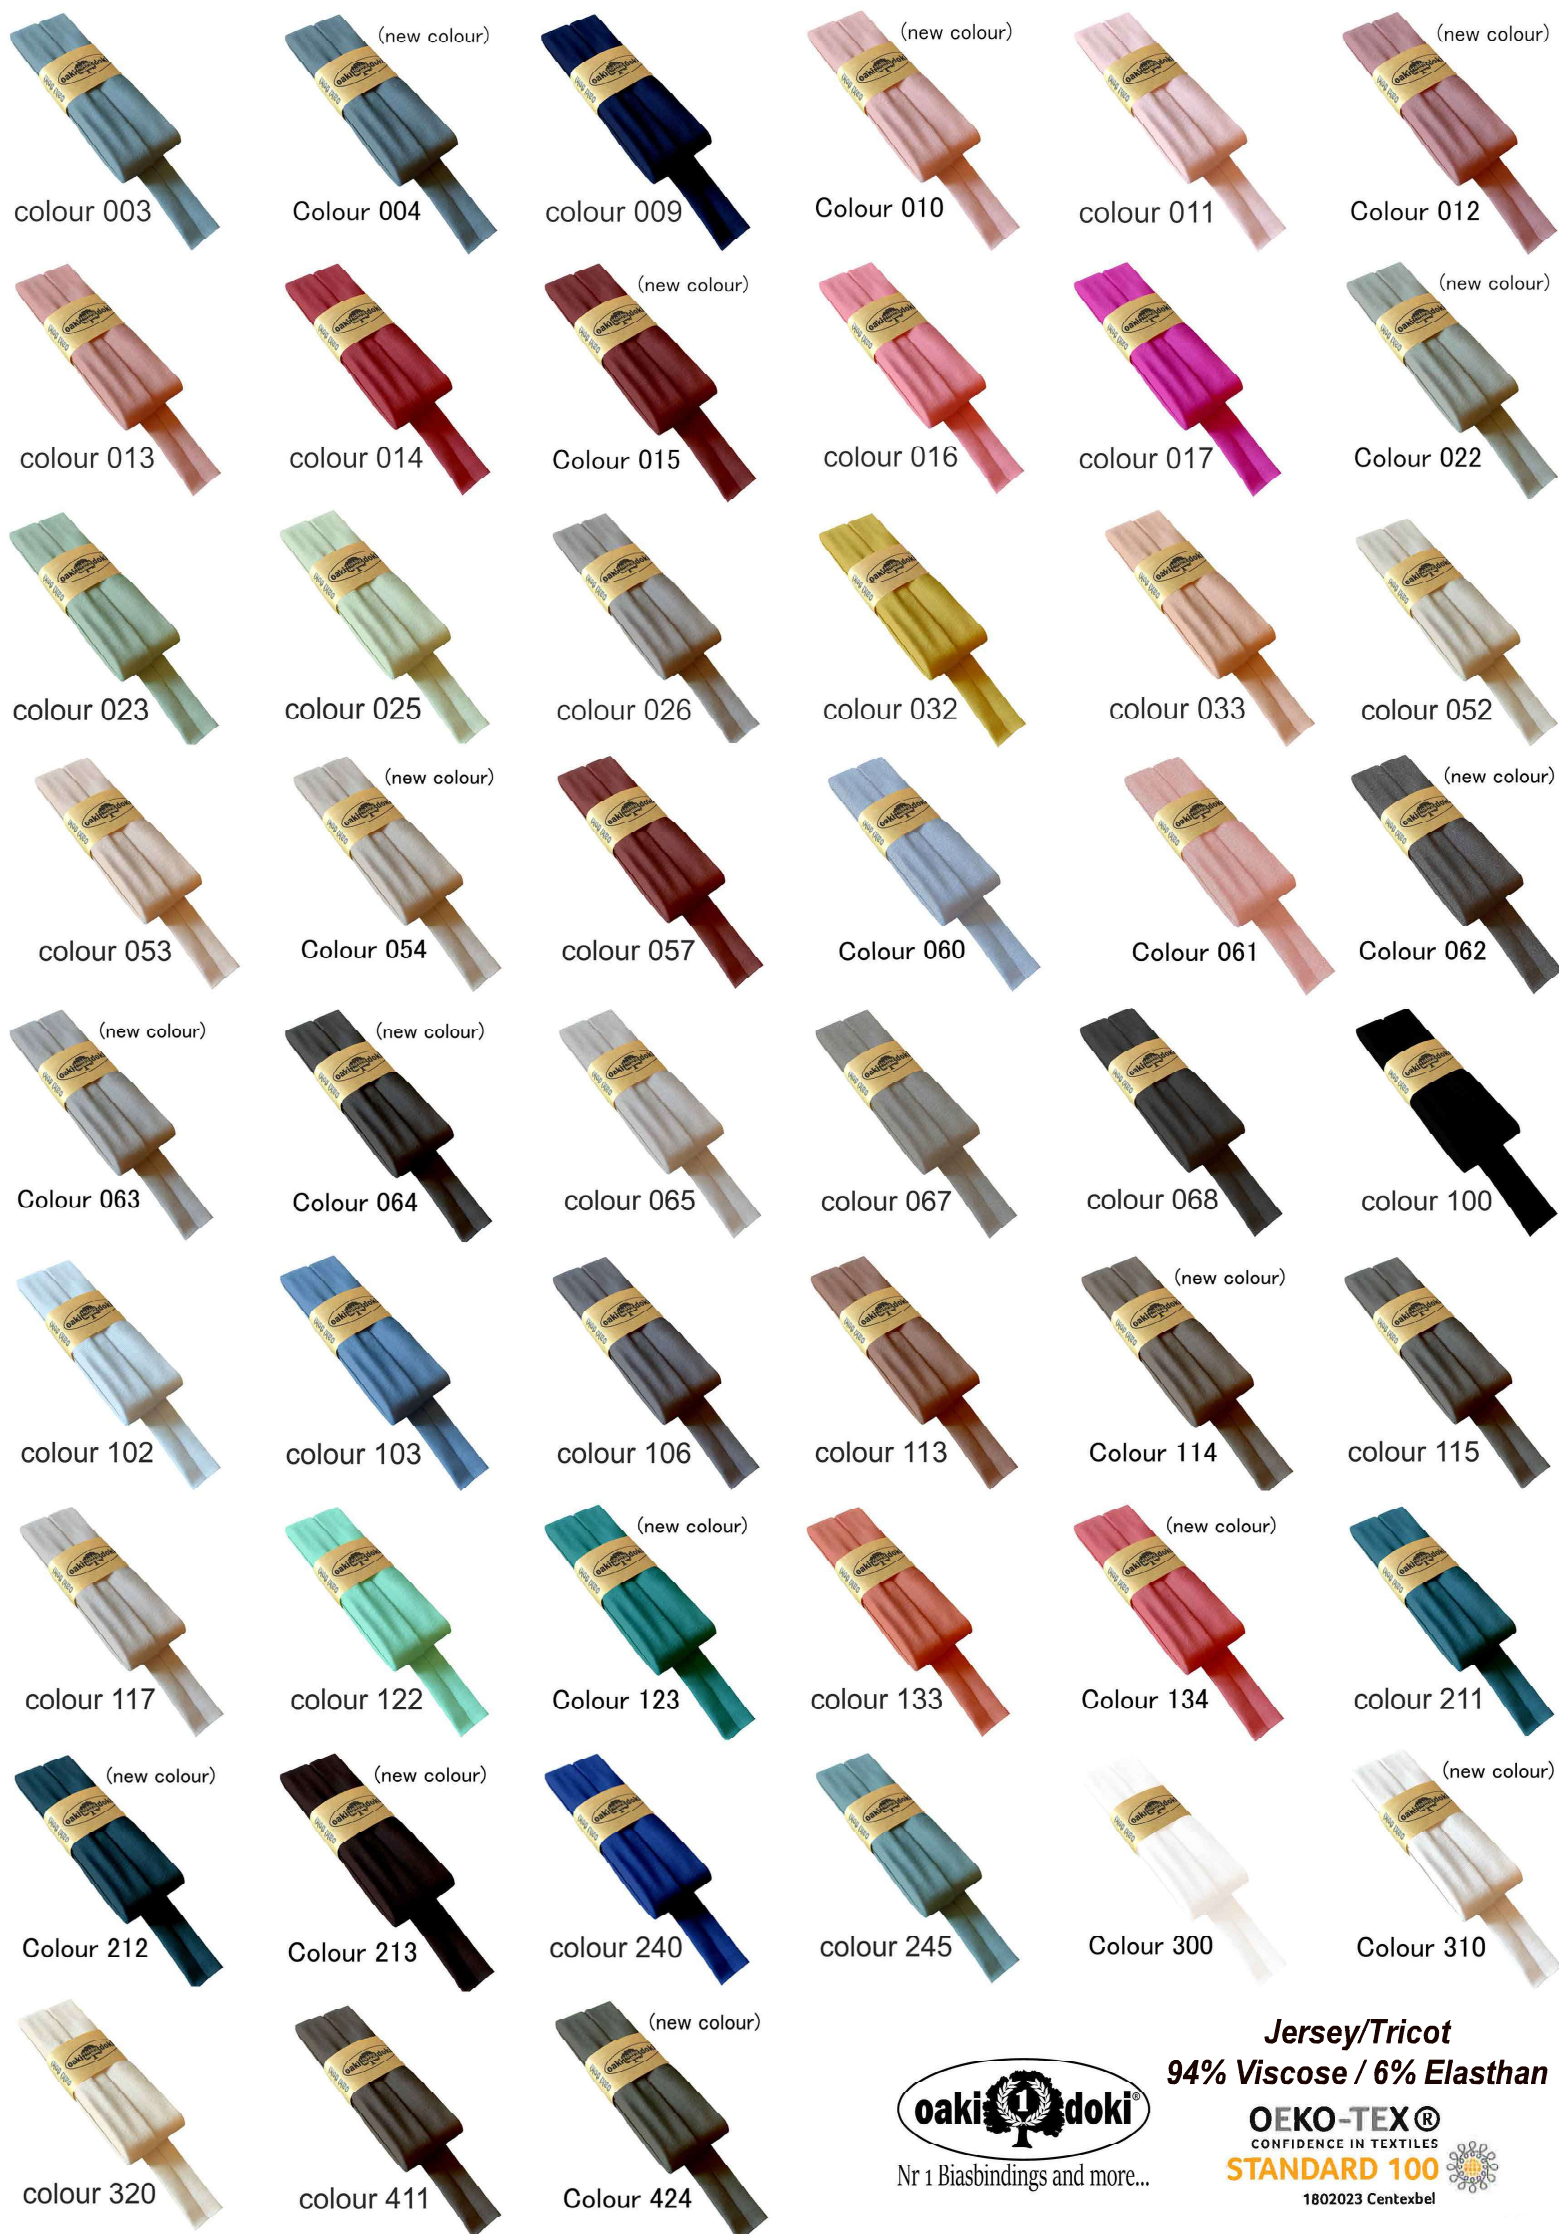 (new colour)
(new colour)
(new colour)
colour 003
Colour 004
colour 009
Colour 010
colour 011
Colour 012
(new colour)
(new colour)
colour 013
colour 014
Colour 015
colour 016
colour 017
Colour 022
colour 023
colour 025
colour 026
colour 032
colour 033
colour 052
(new colour)
(new colour)
colour 053
Colour 054
colour 057
Colour 060
Colour 061
Colour 062
(new colour)
(new colour)
Colour 063
Colour 064
colour 065
colour 067
colour 068
colour 100
(new colour)
colour 102
colour 103
colour 106
colour 113
Colour 114
colour 115
(new colour)
(new colour)
colour 117
colour 122
Colour 123
colour 133
Colour 134
colour 211
(new colour)
(new colour)
(new colour)
Colour 212
Colour 213
colour 240
colour 245
Colour 300
Colour 310
(new colour)
colour 320
colour 411
Colour 424
oaki 1 doki®
Nr 1 Biasbindings and more...
Jersey/Tricot
94% Viscose / 6% Elasthan
OEKO-TEX®
CONFIDENCE IN TEXTILES
STANDARD 100
1802023 Centexbel